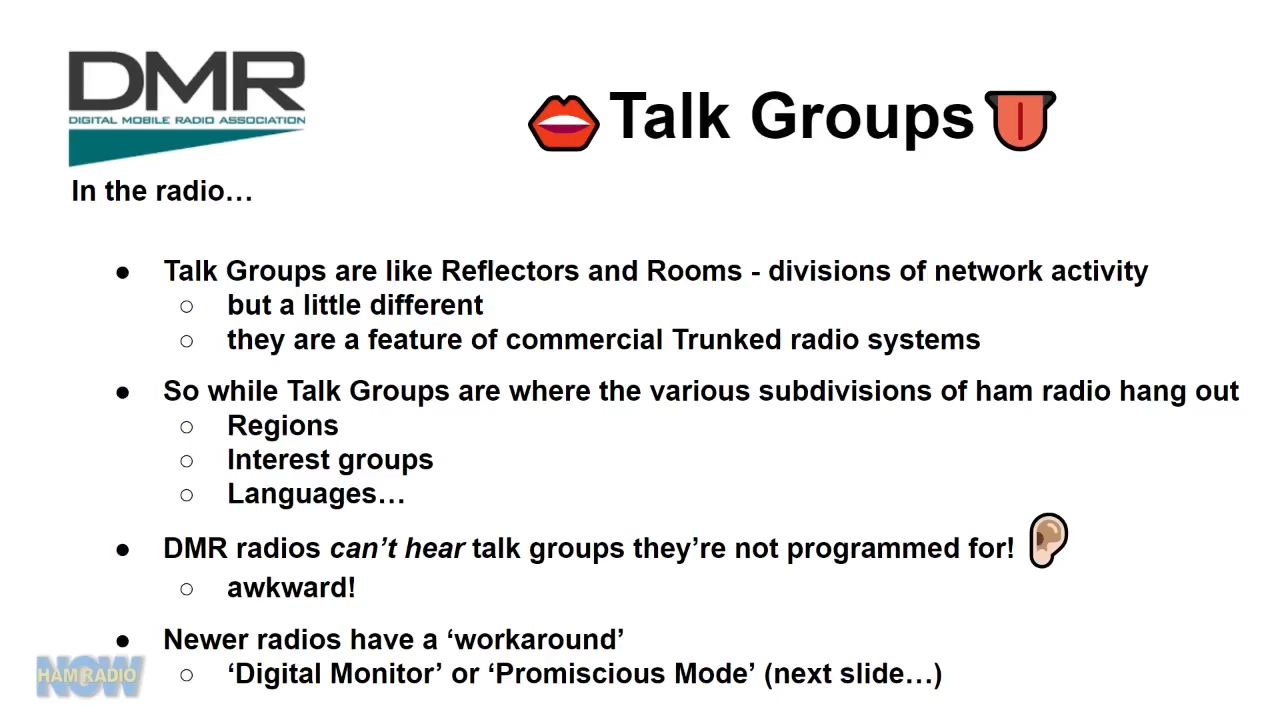 DMR
DIGITAL MOBILE RADIO ASSOCIATION
Talk Groups
In the radio…
● Talk Groups are like Reflectors and Rooms - divisions of network activity
○ but a little different
○ they are a feature of commercial Trunked radio systems
● So while Talk Groups are where the various subdivisions of ham radio hang out
○ Regions
○ Interest groups
○ Languages…
● DMR radios can’t hear talk groups they’re not programmed for!
○ awkward!
● Newer radios have a ‘workaround’
○ ‘Digital Monitor’ or ‘Promiscious Mode’ (next slide…)
HAM RADIO
NOW